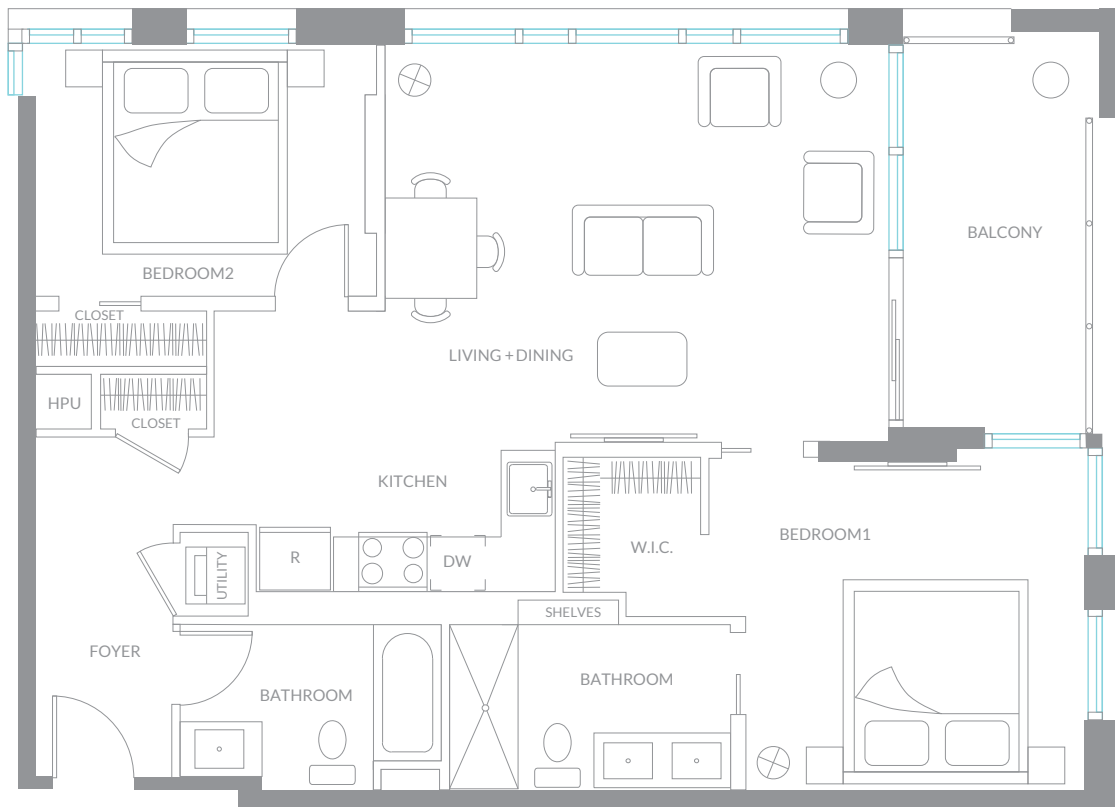 BALCONY
BEDROOM2
CLOSET
LIVING +DINING
HPU
CLOSET
KITCHEN
BEDROOM1
W.I.C.
R
DW
UTILITY
SHELVES
FOYER
BATHROOM
BATHROOM